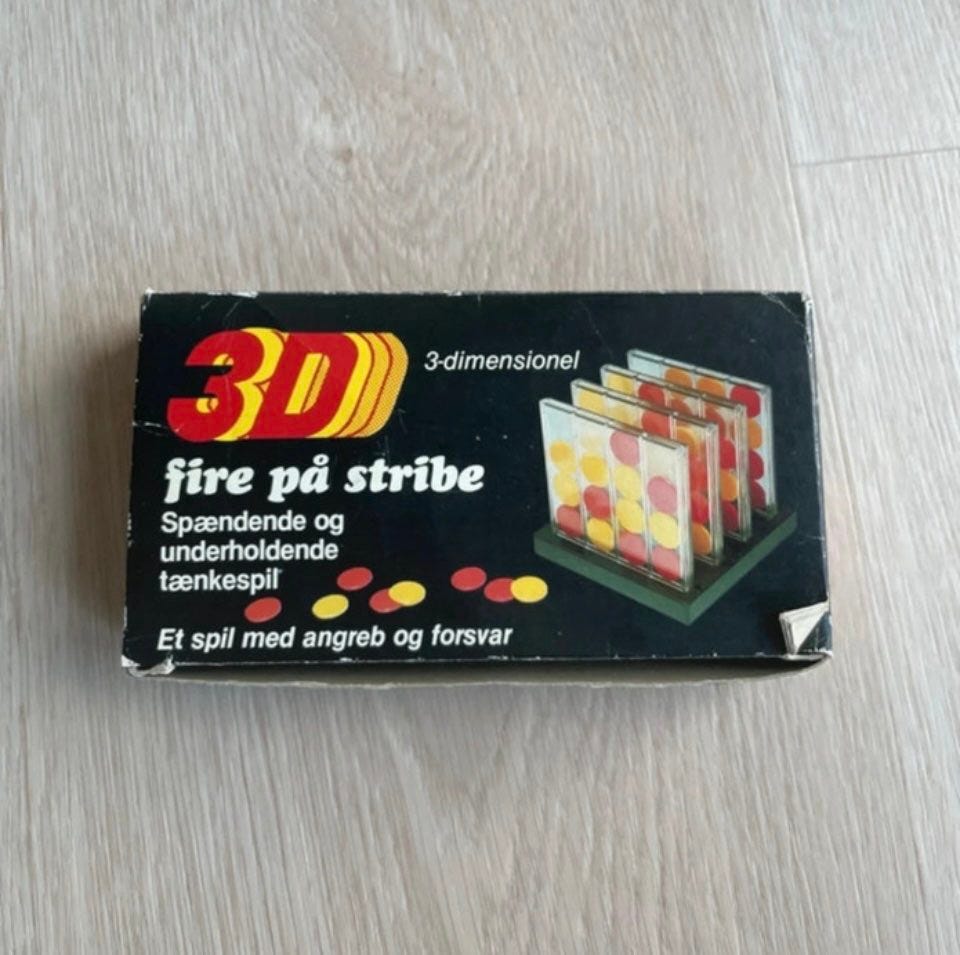 3D
3-dimensionel
fire på stribe
Spændende og
underholdende
tænkespil
Et spil med angreb og forsvar